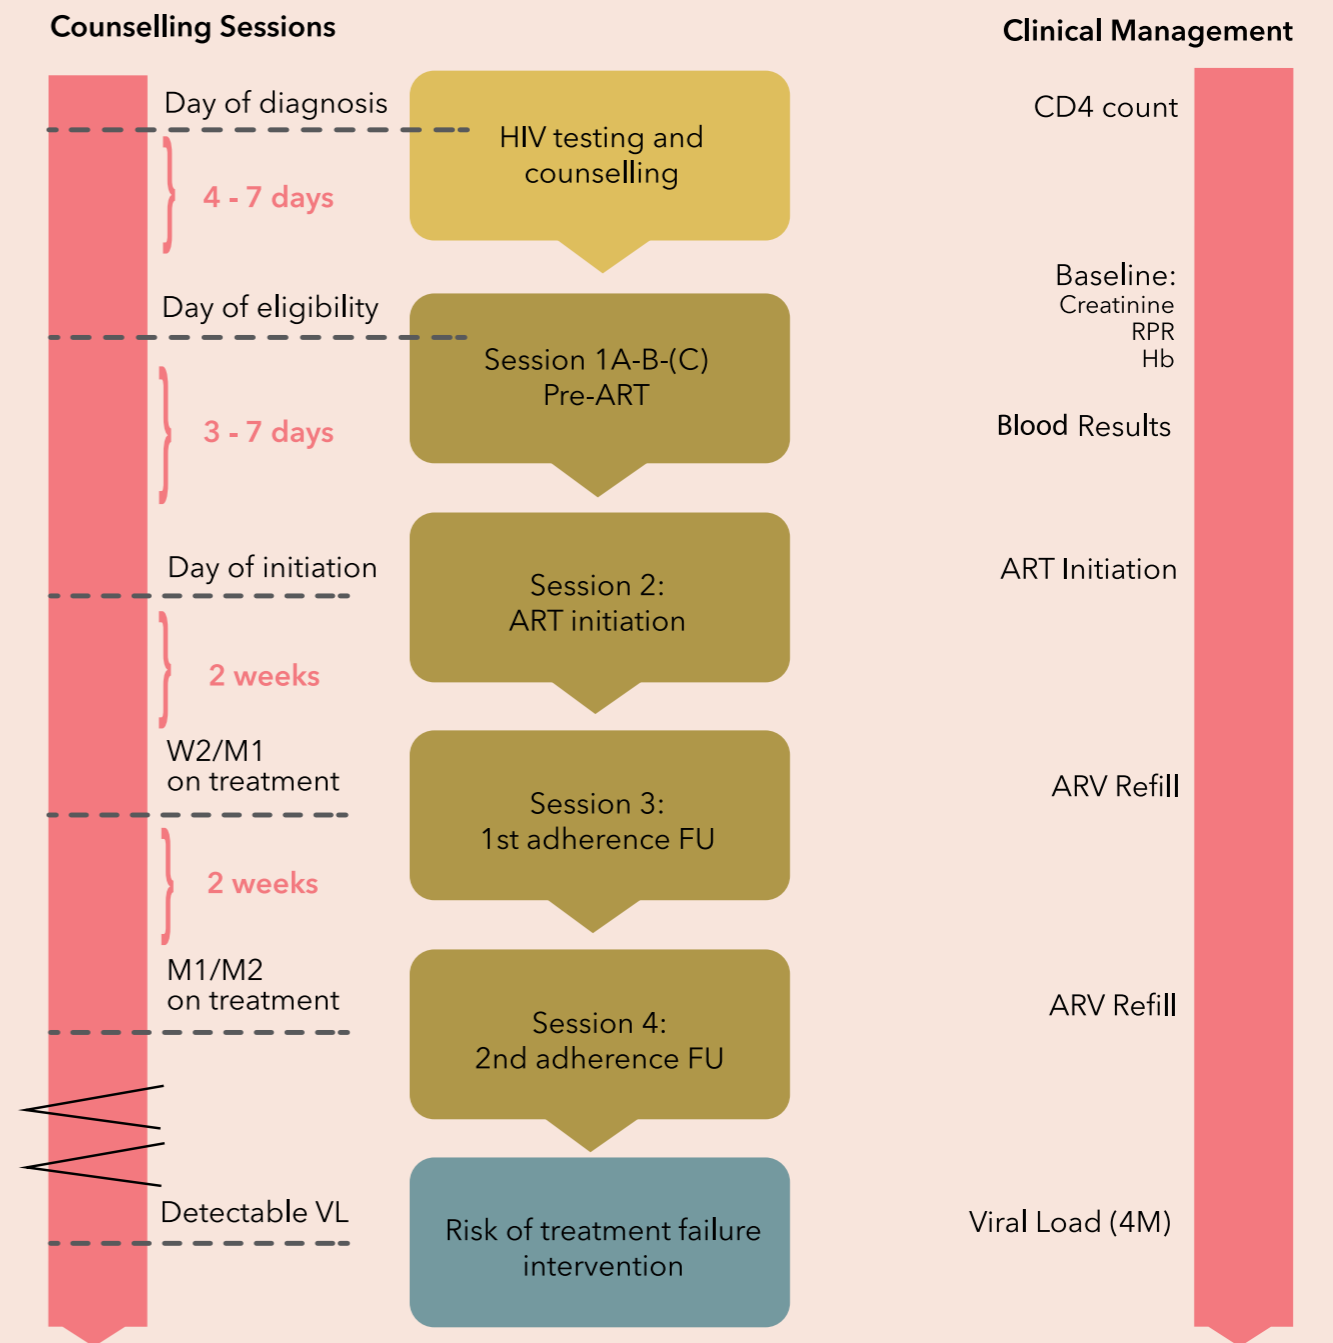 Counselling Sessions
Clinical Management
Day of diagnosis
HIV testing and
counselling
CD4 count
4 - 7 days
Baseline:
Creatinine
RPR
Hb
Day of eligibility
Session 1A-B-(C)
Pre-ART
3 - 7 days
Blood Results
Day of initiation
Session 2:
ART initiation
ART Initiation
2 weeks
W2/M1
on treatment
Session 3:
1st adherence FU
ARV Refill
2 weeks
M1/M2
on treatment
Session 4:
2nd adherence FU
ARV Refill
Detectable VL
Risk of treatment failure
intervention
Viral Load (4M)